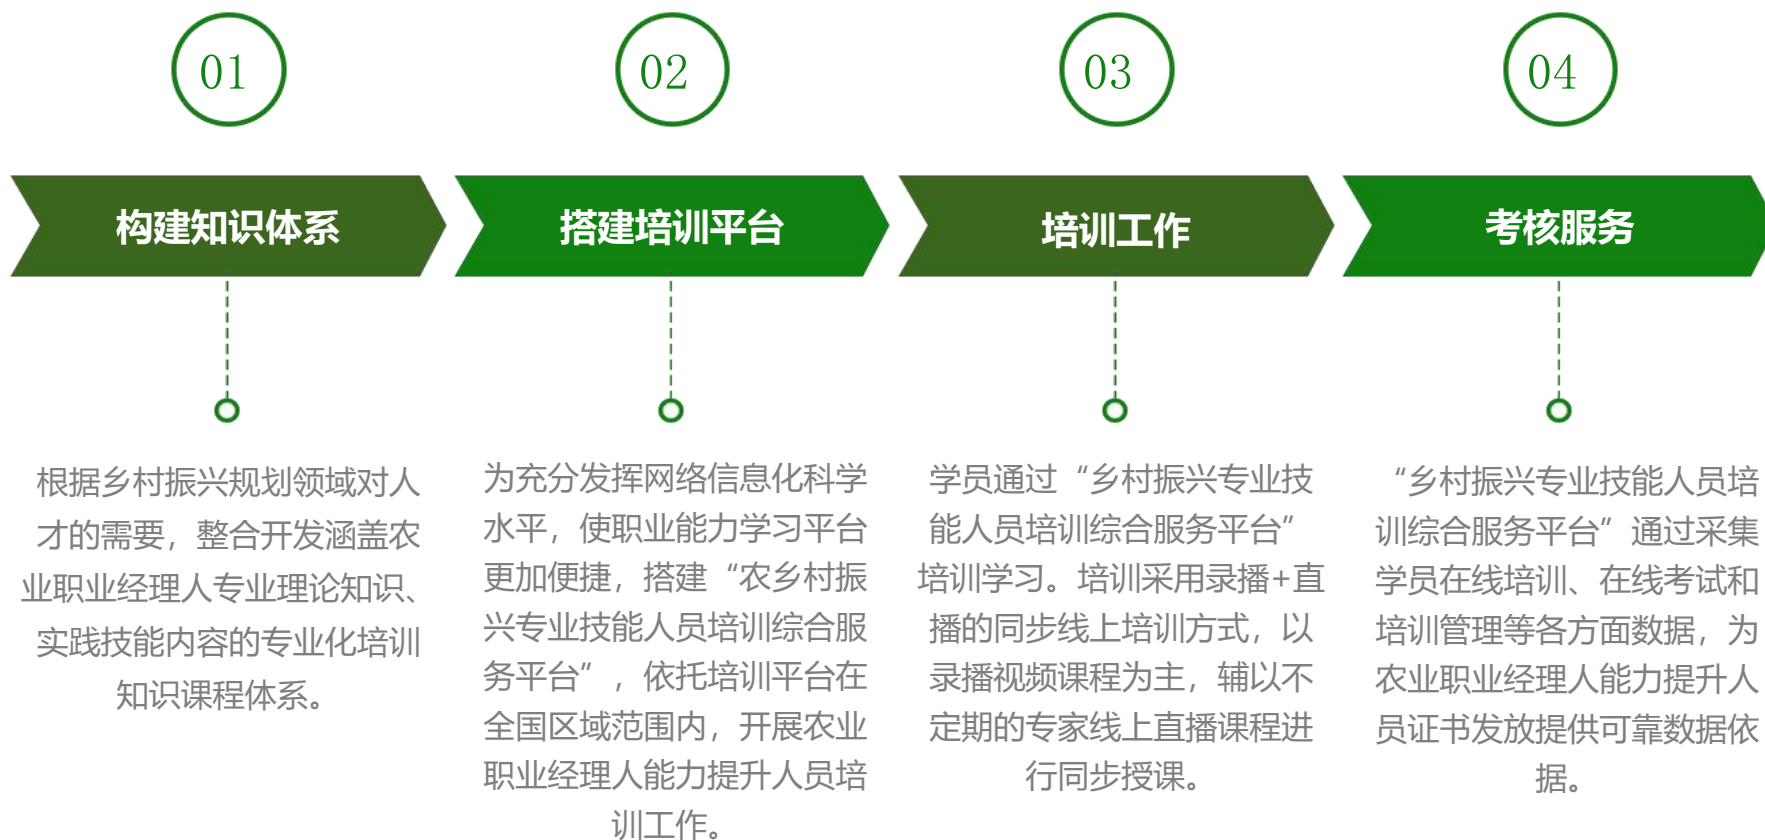 01
构建知识体系
根据乡村振兴规划领域对人
才的需要，整合开发涵盖农
业职业经理人专业理论知识、
实践技能内容的专业化培训
知识课程体系。
02
搭建培训平台
为充分发挥网络信息化科学
水平，使职业能力学习平台
更加便捷，搭建“农乡村振
兴专业技能人员培训综合服
务平台”，依托培训平台在
全国区域范围内，开展农业
职业经理人能力提升人员培
训工作。
03
培训工作
学员通过“乡村振兴专业技
能人员培训综合服务平台”
培训学习。培训采用录播+直
播的同步线上培训方式，以
录播视频课程为主，辅以不
定期的专家线上直播课程进
行同步授课。
04
考核服务
“乡村振兴专业技能人员培
训综合服务平台”通过采集
学员在线培训、在线考试和
培训管理等各方面数据，为
农业职业经理人能力提升人
员证书发放提供可靠数据依
据。